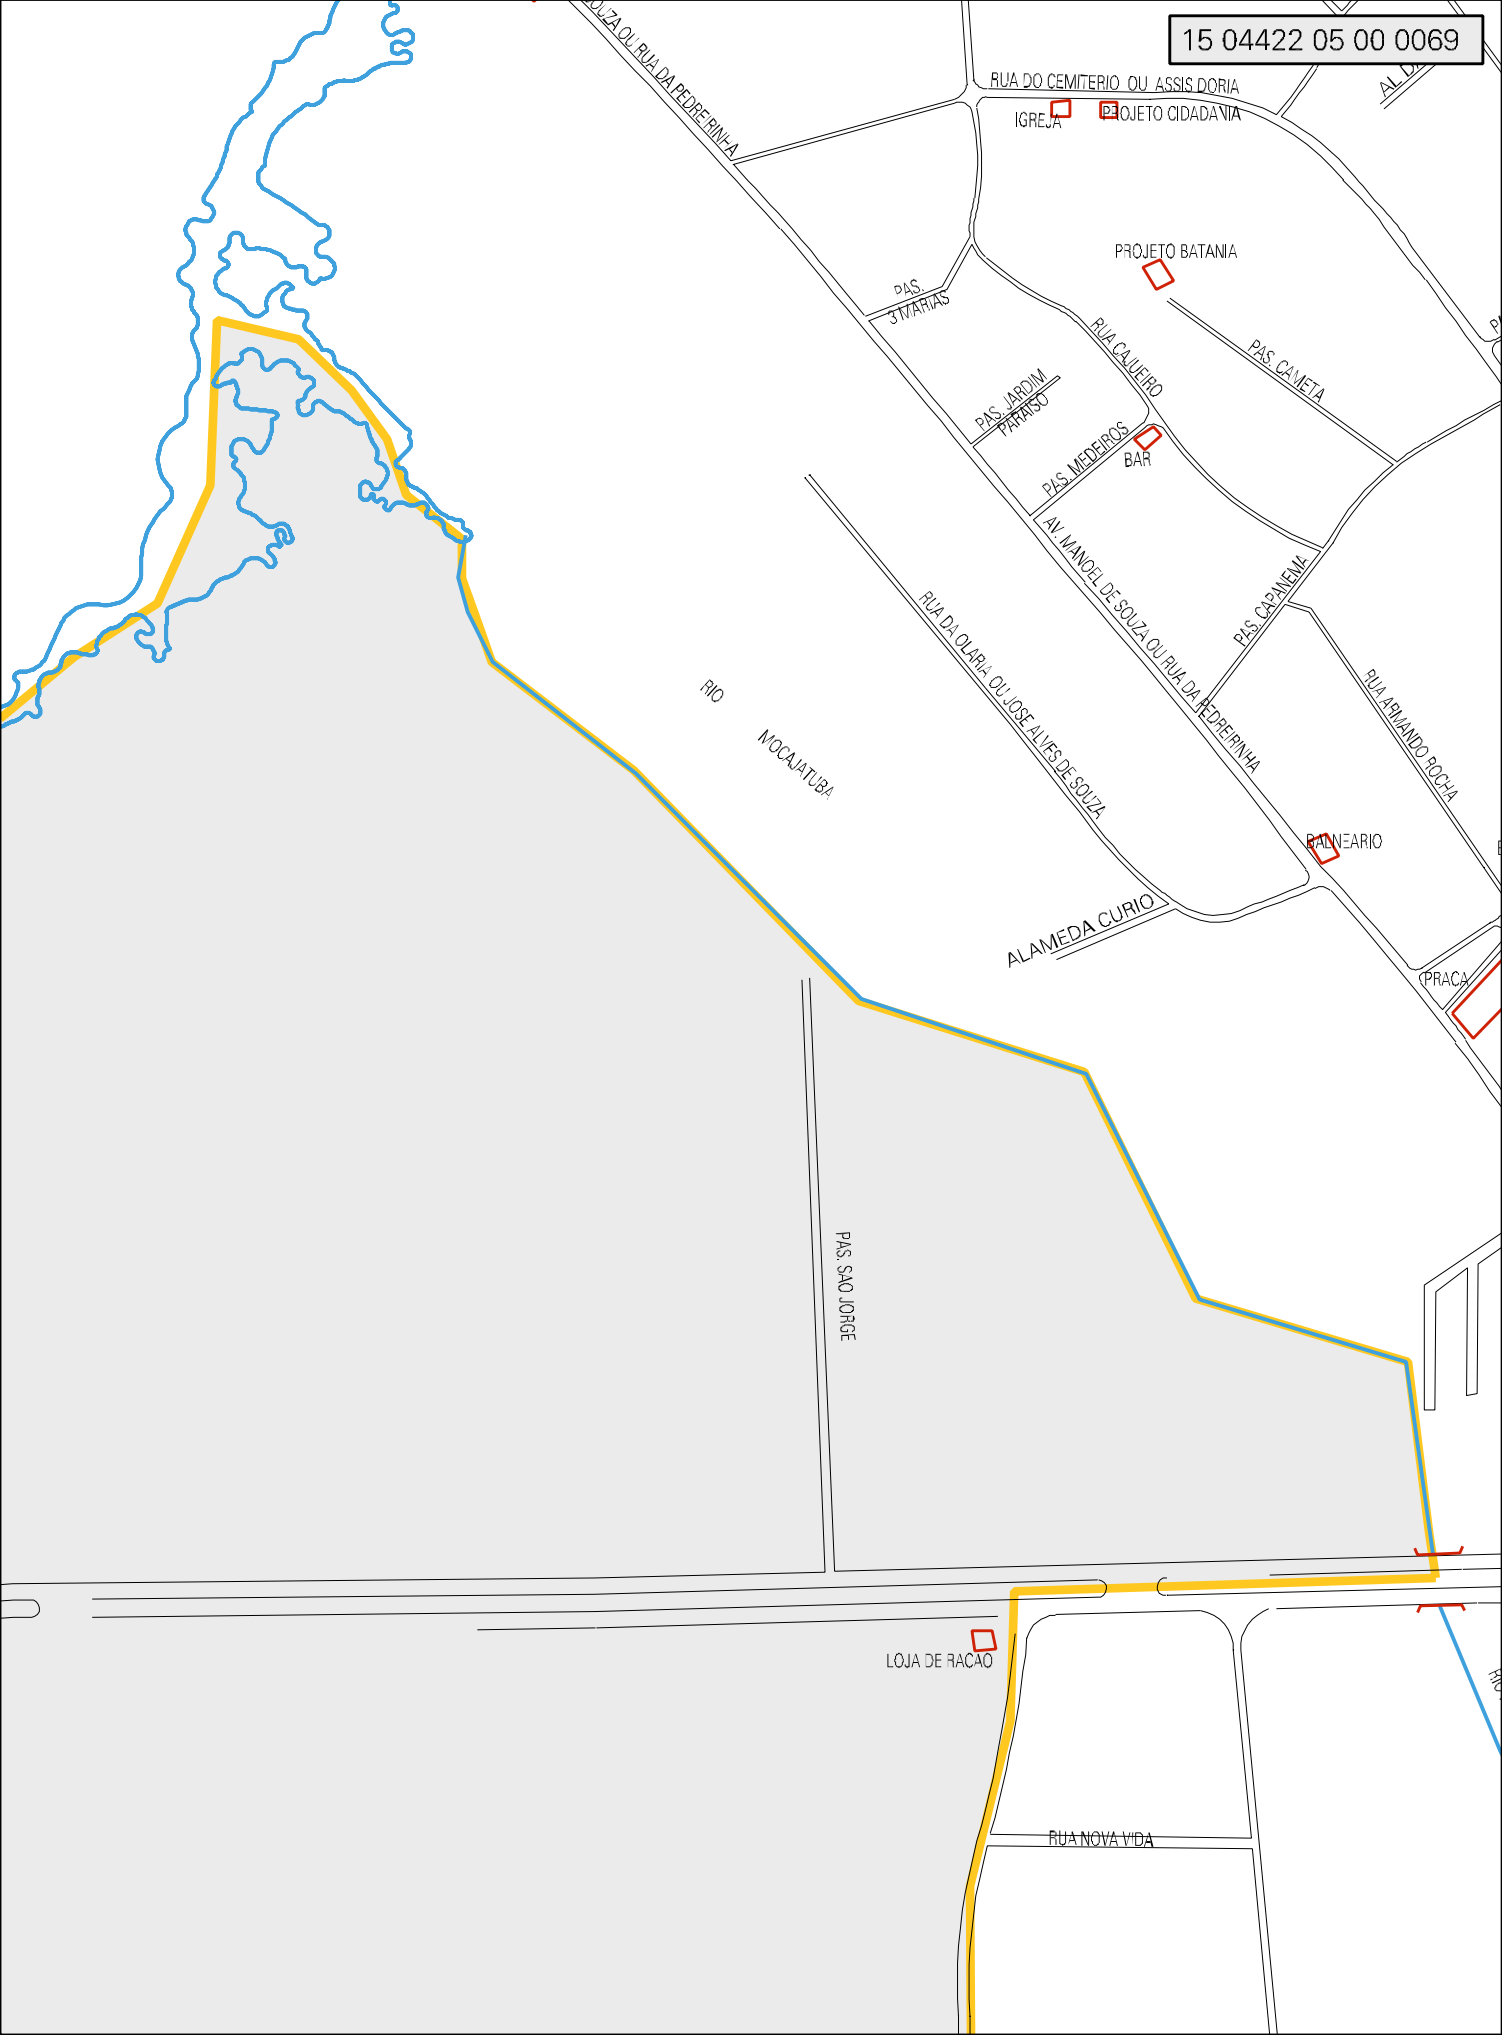 15 04422 05 00 0069
SOUZA OU RUA DA PEDREIRINHA
RUA DO CEMITERIO OU ASSIS DORIA
IGREJA
PROJETO CIDADANIA
PROJETO BATANIA
PAS.
3 MARIAS
RUA CAJUEIRO
PAS. CAMETA
PAS. JARDIM
PARAISO
PAS. MEDEIROS
BAR
AV. MANOEL DE SOUZA OU RUA DA PEDREIRINHA
PAS. CAPANEMA
RUA DA OLARIA OU JOSE ALVES DE SOUZA
RUA ARMANDO ROCHA
RIO
MOCAJATUBA
BALNEARIO
ALAMEDA CURIO
PRACA
PAS. SAO JORGE
LOJA DE RACAO
RIO
RUA NOVA VIDA